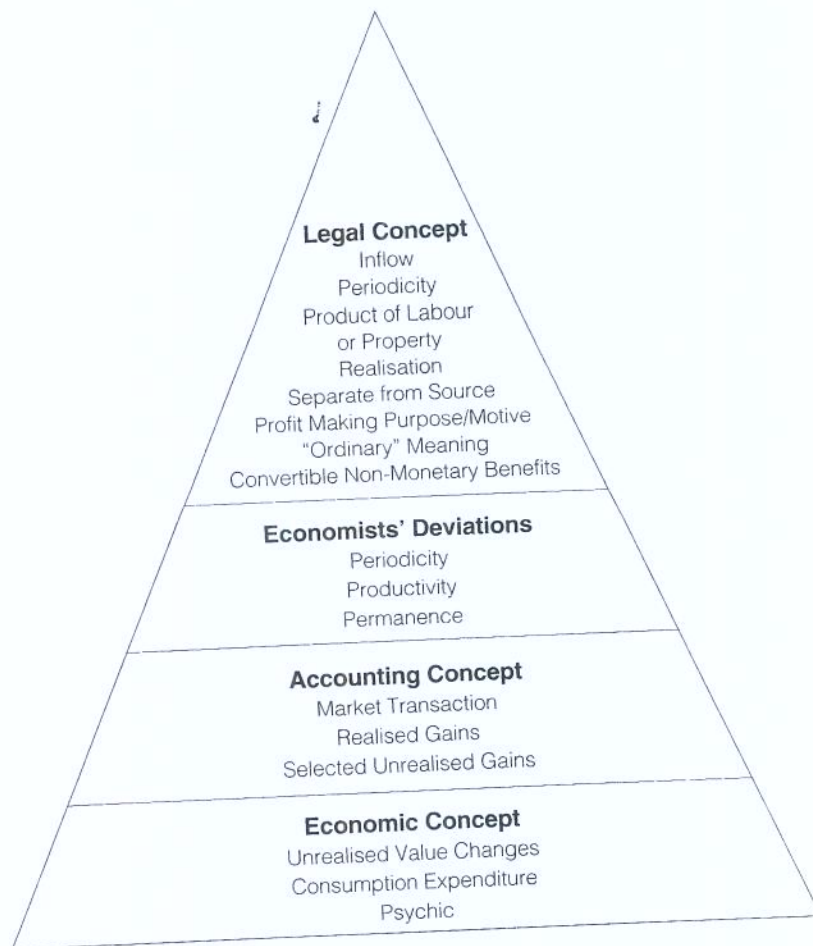 Legal Concept
Inflow
Periodicity
Product of Labour
or Property
Realisation
Separate from Source
Profit Making Purpose/Motive
“Ordinary” Meaning
Convertible Non-Monetary Benefits
Economists' Deviations
Periodicity
Productivity
Permanence
Accounting Concept
Market Transaction
Realised Gains
Selected Unrealised Gains
Economic Concept
Unrealised Value Changes
Consumption Expenditure
Psychic